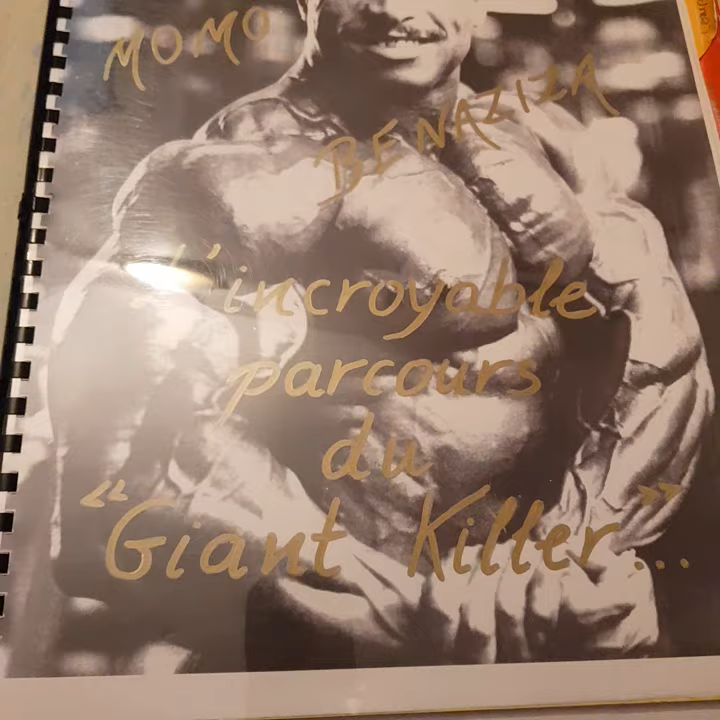 MOMO
BENAZIZA
L'incroyable
parcours
du
“Giant Killer”...